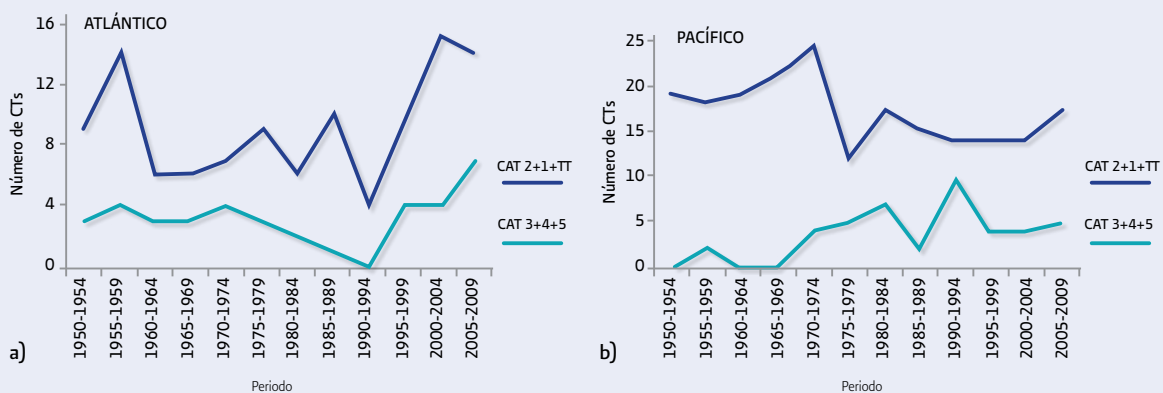 ATLÁNTICO
Número de CTs
16
12
8
4
0
1950-1954
1955-1959
1960-1964
1965-1969
1970-1974
1975-1979
1980-1984
1985-1989
1990-1994
1995-1999
2000-2004
2005-2009
CAT 2+1+TT
CAT 3+4+5
a)
Periodo
PACÍFICO
Número de CTs
25
20
15
10
5
0
1950-1954
1955-1959
1960-1964
1965-1969
1970-1974
1975-1979
1980-1984
1985-1989
1990-1994
1995-1999
2000-2004
2005-2009
CAT 2+1+TT
CAT 3+4+5
b)
Periodo